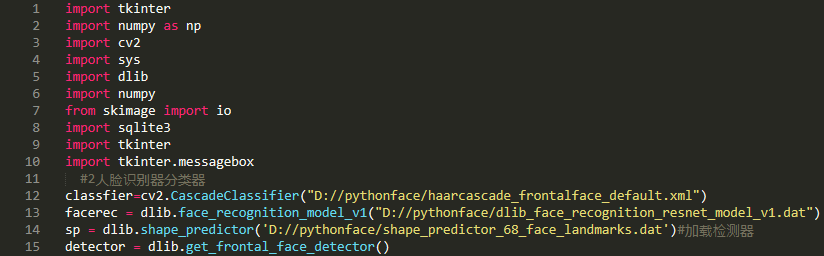 1 import tkinter
2 import numpy as np
3 import cv2
4 import sys
5 import dlib
6 import numpy
7 from skimage import io
8 import sqlite3
9 import tkinter
10 import tkinter.messagebox
11 #2人脸识别器分类器
12 classfier=cv2.CascadeClassifier("D://pythonface/haarcascade_frontalface_default.xml")
13 facerec = dlib.face_recognition_model_v1("D://pythonface/dlib_face_recognition_resnet_model_v1.dat")
14 sp = dlib.shape_predictor('D://pythonface/shape_predictor_68_face_landmarks.dat')#加载检测器
15 detector = dlib.get_frontal_face_detector()